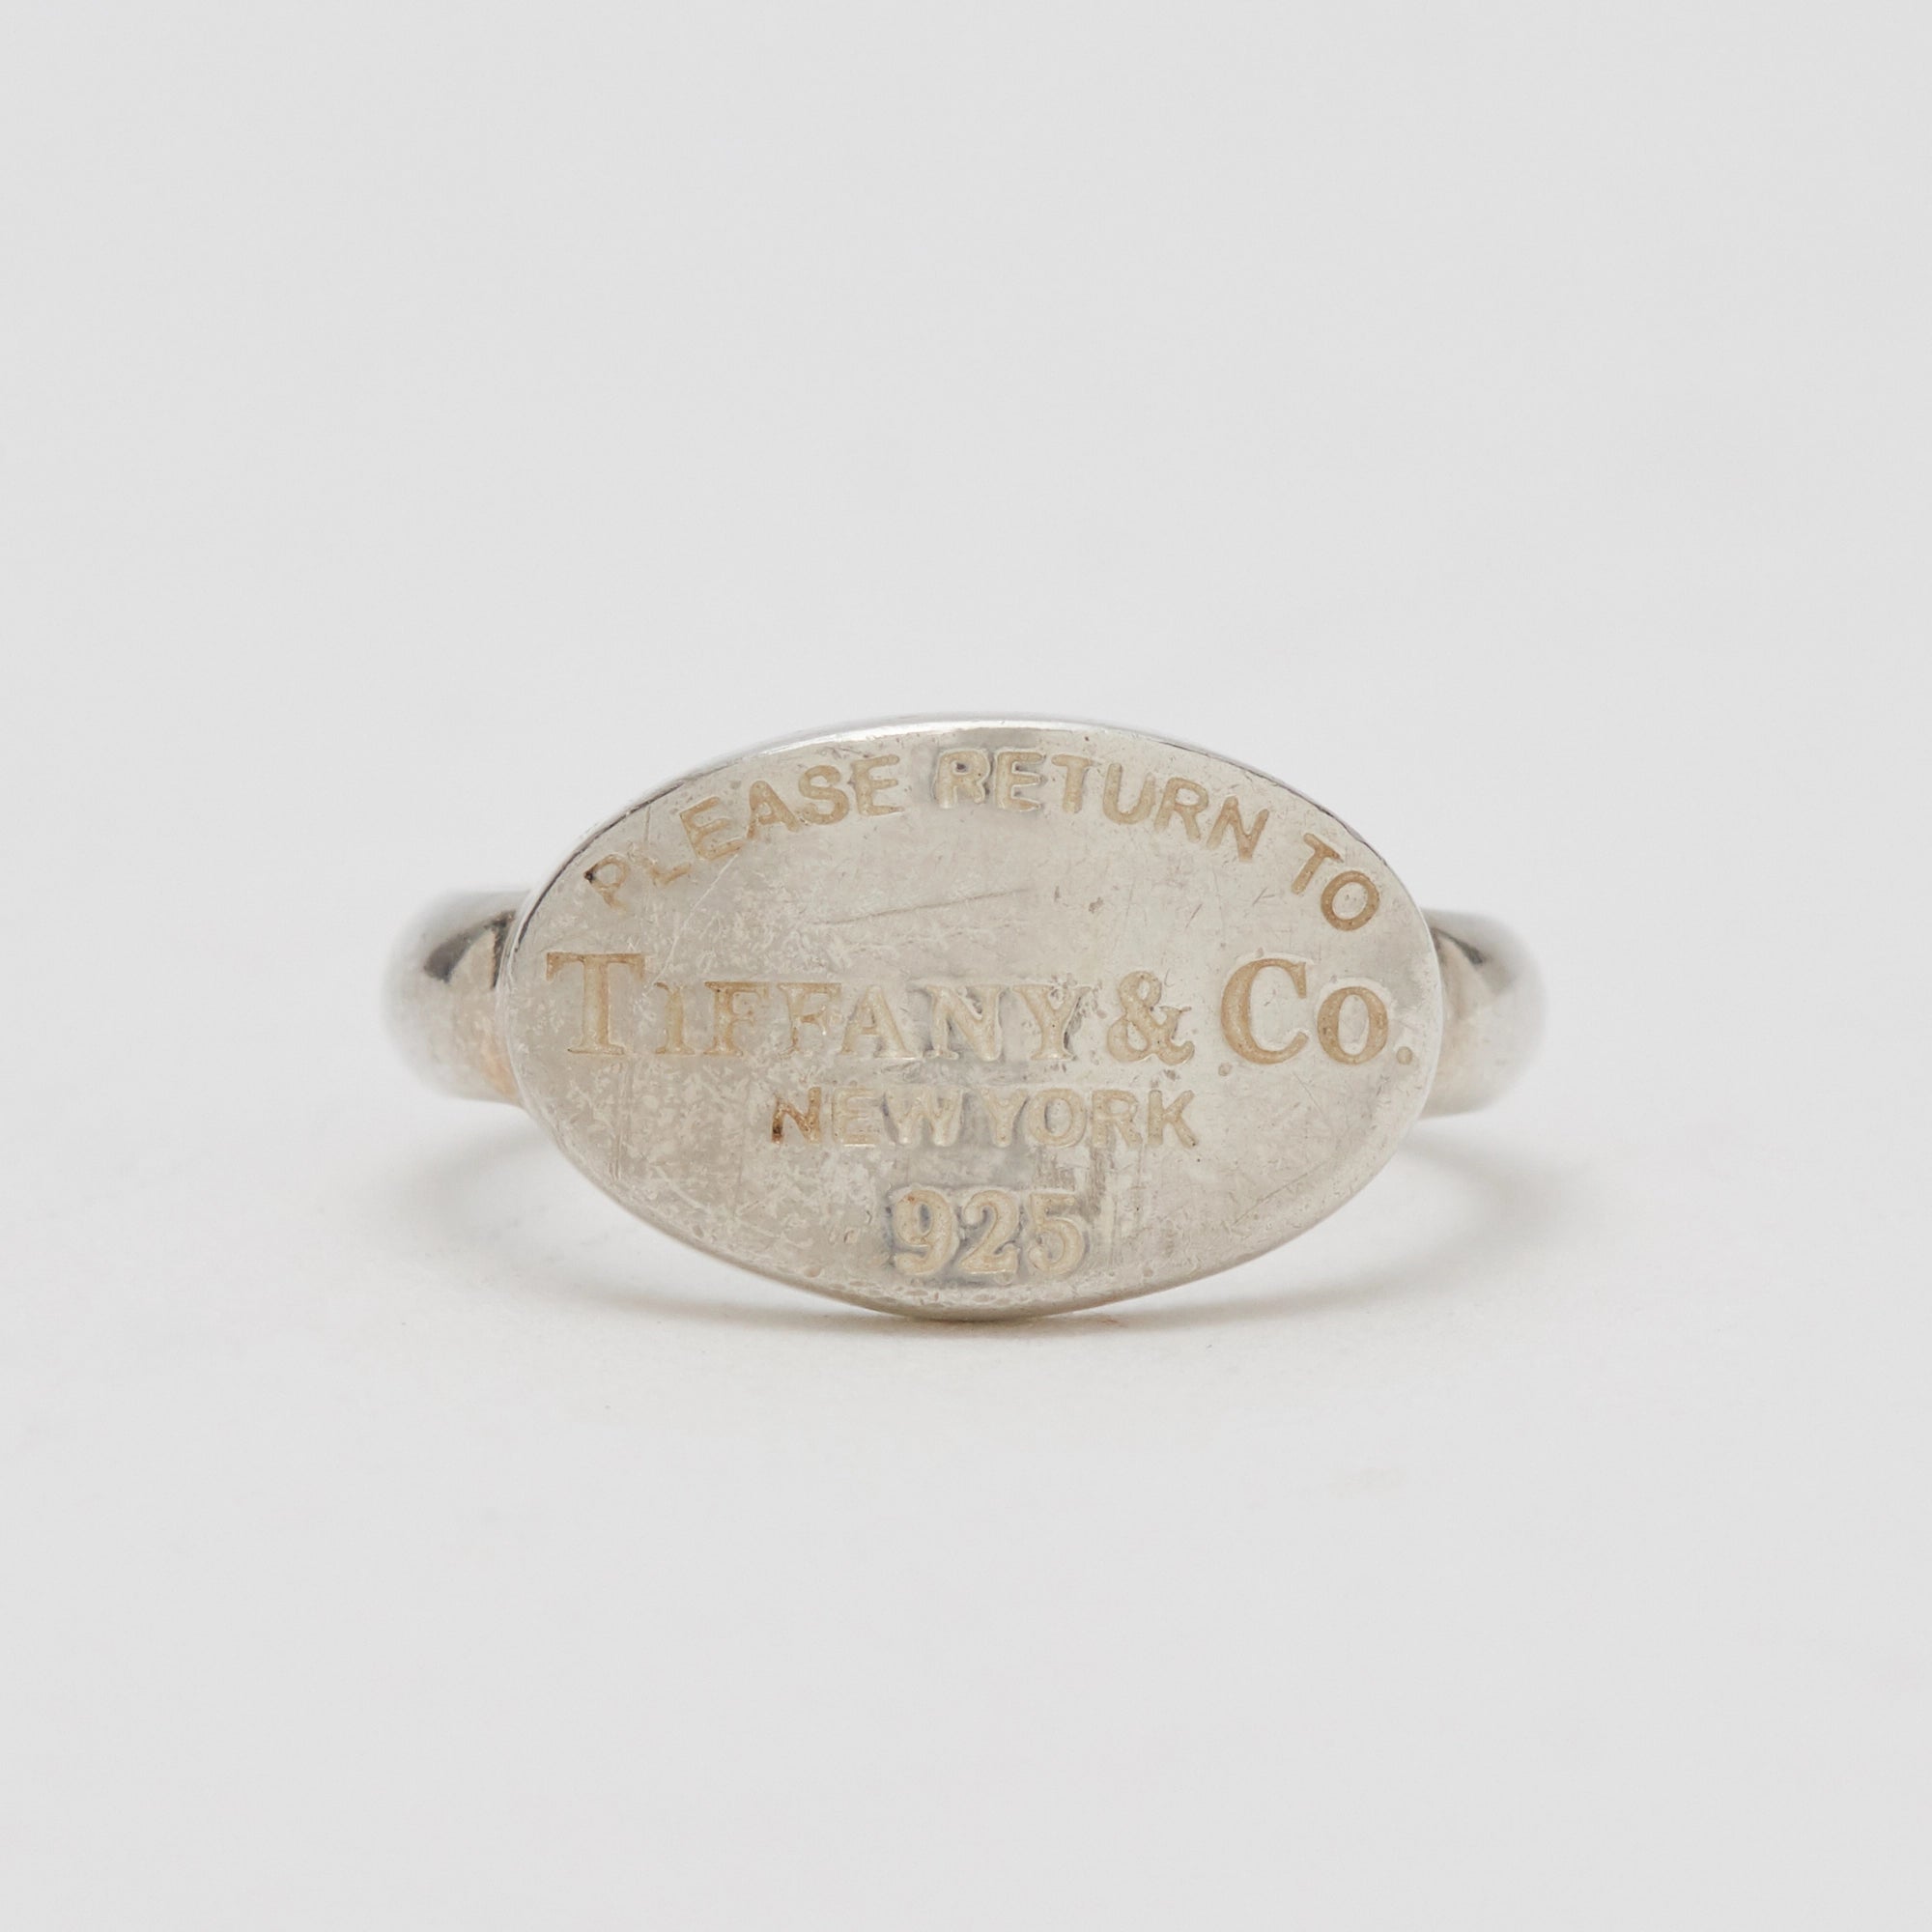 PLEASE RETURN TO
TIFFANY & CO.
NEW YORK
925